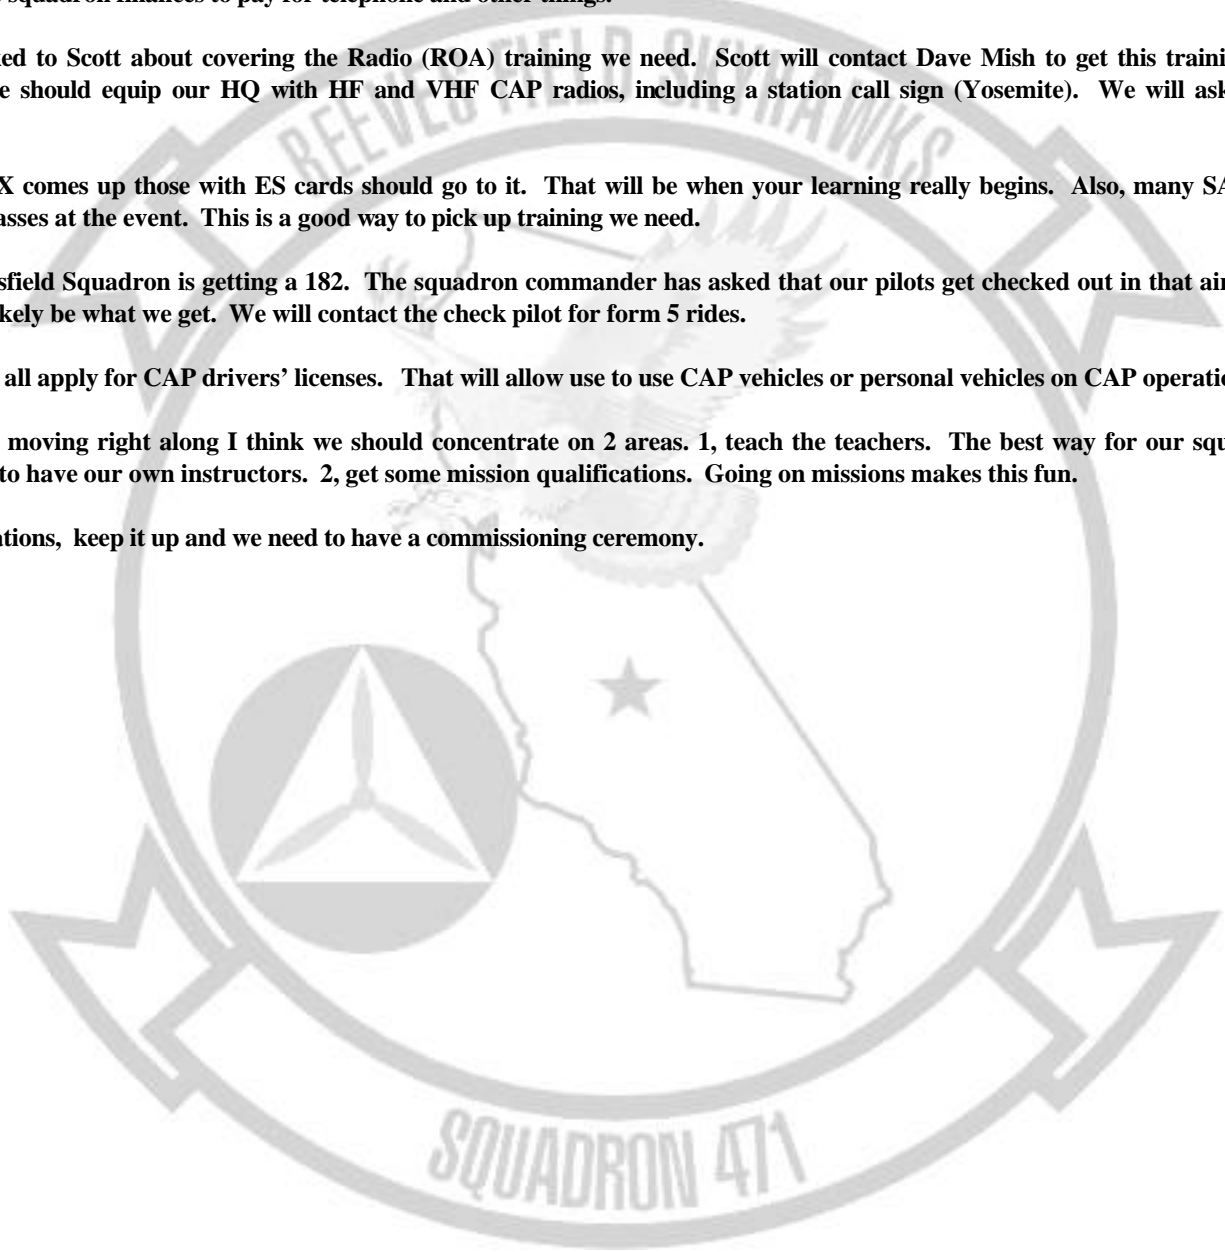 squadron finances to pay for telephone and other things.
ked to Scott about covering the Radio (ROA) training we need. Scott will contact Dave Mish to get this traini
e should equip our HQ with HF and VHF CAP radios, including a station call sign (Yosemite). We will ask
X comes up those with ES cards should go to it. That will be when your learning really begins. Also, many SA
asses at the event. This is a good way to pick up training we need.
sfield Squadron is getting a 182. The squadron commander has asked that our pilots get checked out in that air
kely be what we get. We will contact the check pilot for form 5 rides.
all apply for CAP drivers’ licenses. That will allow use to use CAP vehicles or personal vehicles on CAP operatio
moving right along I think we should concentrate on 2 areas. 1, teach the teachers. The best way for our squ
to have our own instructors. 2, get some mission qualifications. Going on missions makes this fun.
ations, keep it up and we need to have a commissioning ceremony.
REEVES FIELD SKYHAWKS
SQUADRON 471